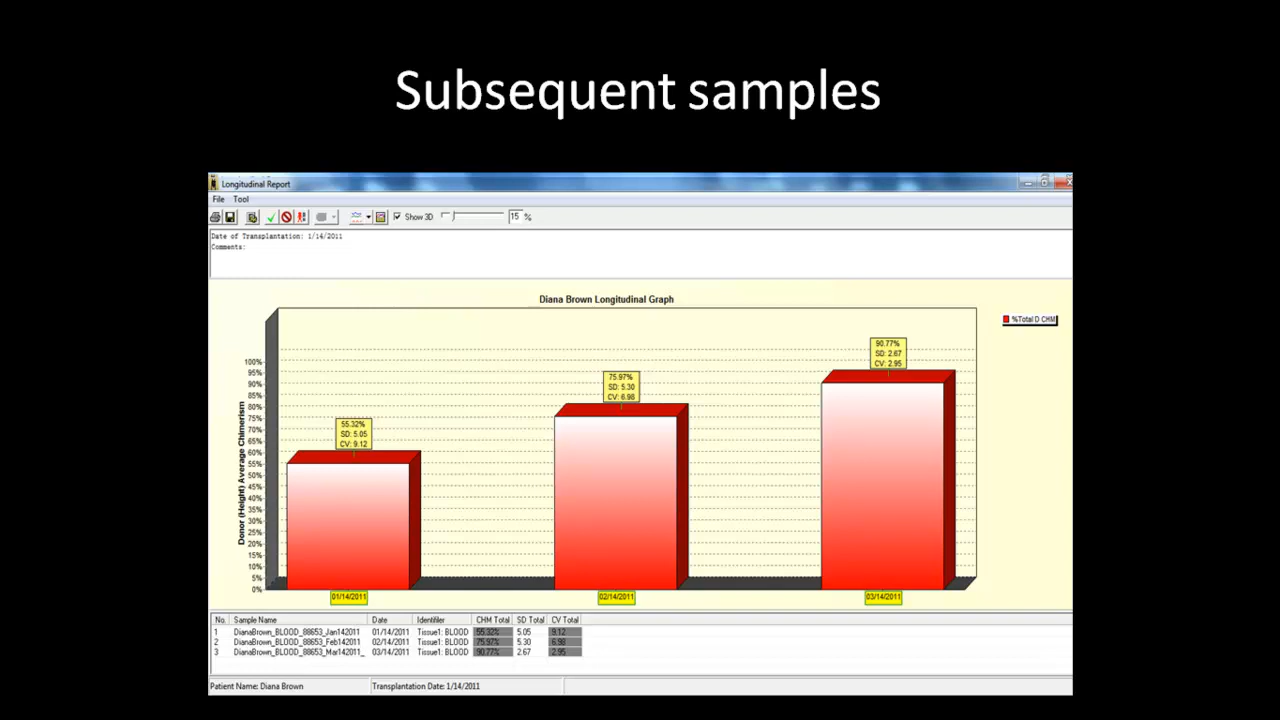 Subsequent samples
Longitudinal Report
File Tool
Show 3D 15 %
Date of Transplantation: 1/14/2011
Comments:
Diana Brown Longitudinal Graph
%Total D CHM
Donor (Height) Average Chimerism
100%
95%
90%
85%
80%
75%
70%
65%
60%
55%
50%
45%
40%
35%
30%
25%
20%
15%
10%
5%
0%
55.32%
SD: 5.05
CV: 9.12
75.97%
SD: 5.30
CV: 6.98
90.77%
SD: 2.67
CV: 2.95
01/14/2011 02/14/2011 03/14/2011
No. Sample Name Date Identifiler CHM Total SD Total CV Total
1 DianaBrown_BLOOD_88653_Jan142011 01/14/2011 Tissue1: BLOOD 55.32% 5.05 9.12
2 DianaBrown_BLOOD_88653_Feb142011 02/14/2011 Tissue1: BLOOD 75.97% 5.30 6.98
3 DianaBrown_BLOOD_88653_Mar142011_ 03/14/2011 Tissue1: BLOOD 90.77% 2.67 2.95
Patient Name: Diana Brown Transplantation Date: 1/14/2011